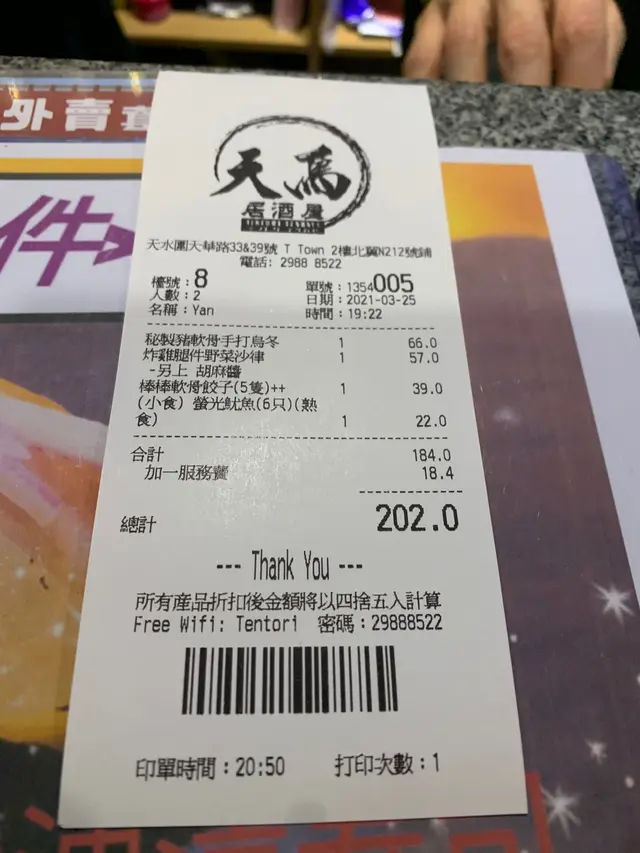 外賣套
件
天馬
居酒屋
天水圍天華路33&39號 T Town 2樓北翼N212號鋪
電話: 2988 8522
檯號:8
單號:1354005
人數:2
日期:2021-03-25
名稱:Yan
時間:19:22
秘製豬軟骨手打烏冬 1 66.0
炸雞腿件野菜沙律 1 57.0
-另上 胡麻醬
棒棒軟骨餃子(5隻)++ 1 39.0
(小食) 螢光魷魚(6只)(熟
食) 1 22.0
合計 184.0
加一服務費 18.4
總計 202.0
--- Thank You ---
所有產品折扣後金額將以四捨五入計算
Free Wifi: Tentori 密碼:29888522
印單時間:20:50 打印次數:1